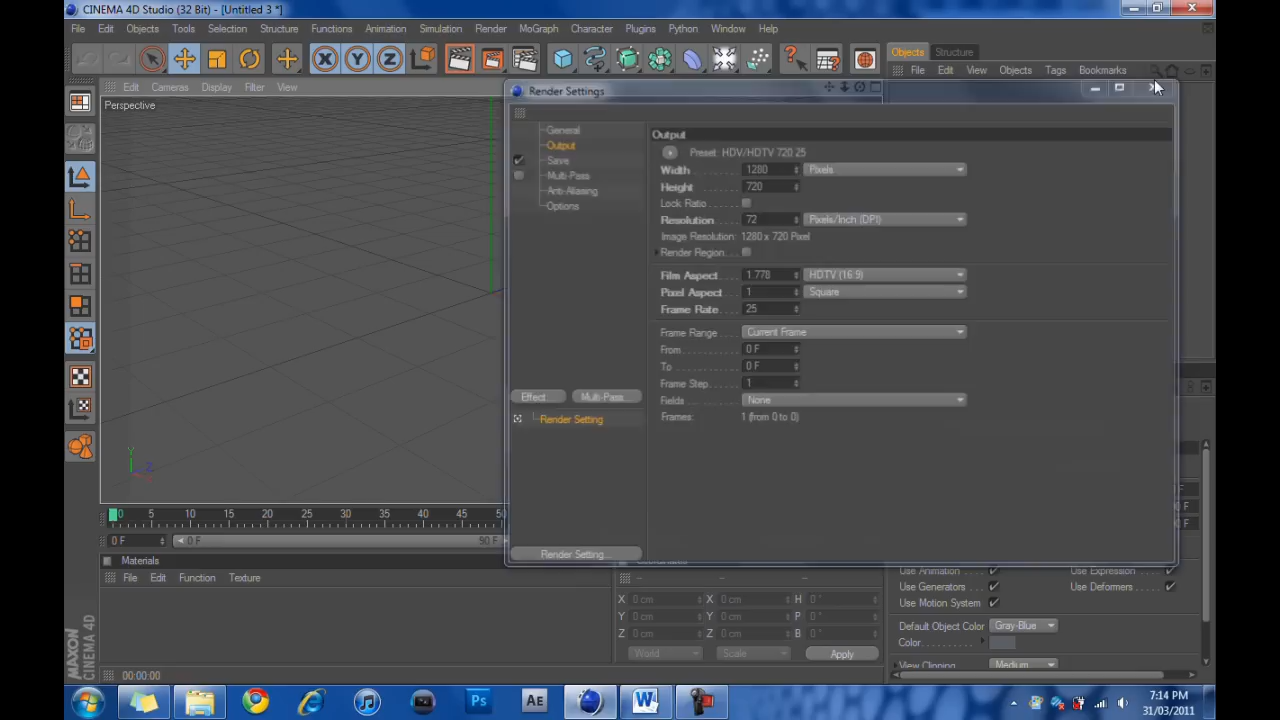 CINEMA 4D Studio (32 Bit) - [Untitled 3 *]
File Edit Objects Tools Selection Structure Functions Animation Render MoGraph Simulation Character Plugins Python Window Help
Objects Structure
File Edit View Objects Tags Bookmarks
Edit Cameras Display Filter View
Perspective
Render Settings
General
Output
Save
Multi-Pass
Anti-Aliasing
Options
Effect... Multi-Pass...
Render Setting
Render Setting...
Output
Preset: HDV/HDTV 720 25
Width 1280 Pixels
Height 720
Lock Ratio
Resolution 72 Pixels/Inch (DPI)
Image Resolution: 1280 x 720 Pixel
Render Region
Film Aspect 1.778 HDTV (16:9)
Pixel Aspect 1 Square
Frame Rate 25
Frame Range Current Frame
From 0 F
To 0 F
Frame Step 1
Fields None
Frames: 1 (from 0 to 0)
Y Z
0 5 10 15 20 25 30 35 40 45 50
0 F 0 F 90 F
Materials
File Edit Function Texture
X 0 cm X 0 cm H 0 °
Y 0 cm Y 0 cm P 0 °
Z 0 cm Z 0 cm B 0 °
World Scale Apply
Use Animation Use Expression
Use Generators Use Deformers
Use Motion System
Default Object Color Gray-Blue
Color
View Clipping Medium
MAXON
CINEMA 4D
00:00:00
Ps AE W
7:14 PM
31/03/2011